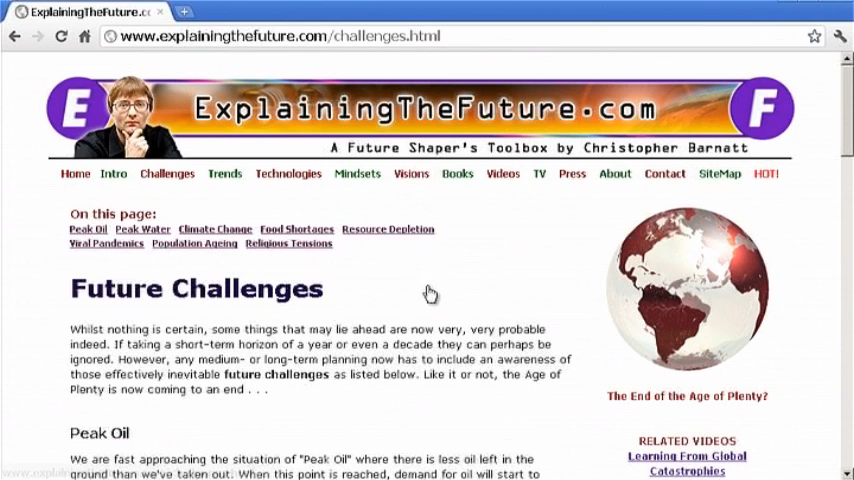 ExplainingTheFuture.co
www.explainingthefuture.com/challenges.html
E
ExplainingTheFuture.com
F
A Future Shaper's Toolbox by Christopher Barnatt
Home Intro Challenges Trends Technologies Mindsets Visions Books Videos TV Press About Contact SiteMap HOT!
On this page:
Peak Oil Peak Water Climate Change Food Shortages Resource Depletion
Viral Pandemics Population Ageing Religious Tensions
Future Challenges
Whilst nothing is certain, some things that may lie ahead are now very, very probable
indeed. If taking a short-term horizon of a year or even a decade they can perhaps be
ignored. However, any medium- or long-term planning now has to include an awareness of
those effectively inevitable future challenges as listed below. Like it or not, the Age of
Plenty is now coming to an end . . .
Peak Oil
We are fast approaching the situation of "Peak Oil" where there is less oil left in the
ground than we've taken out. When this point is reached, demand for oil will start to
The End of the Age of Plenty?
RELATED VIDEOS
Learning From Global
Catastrophies